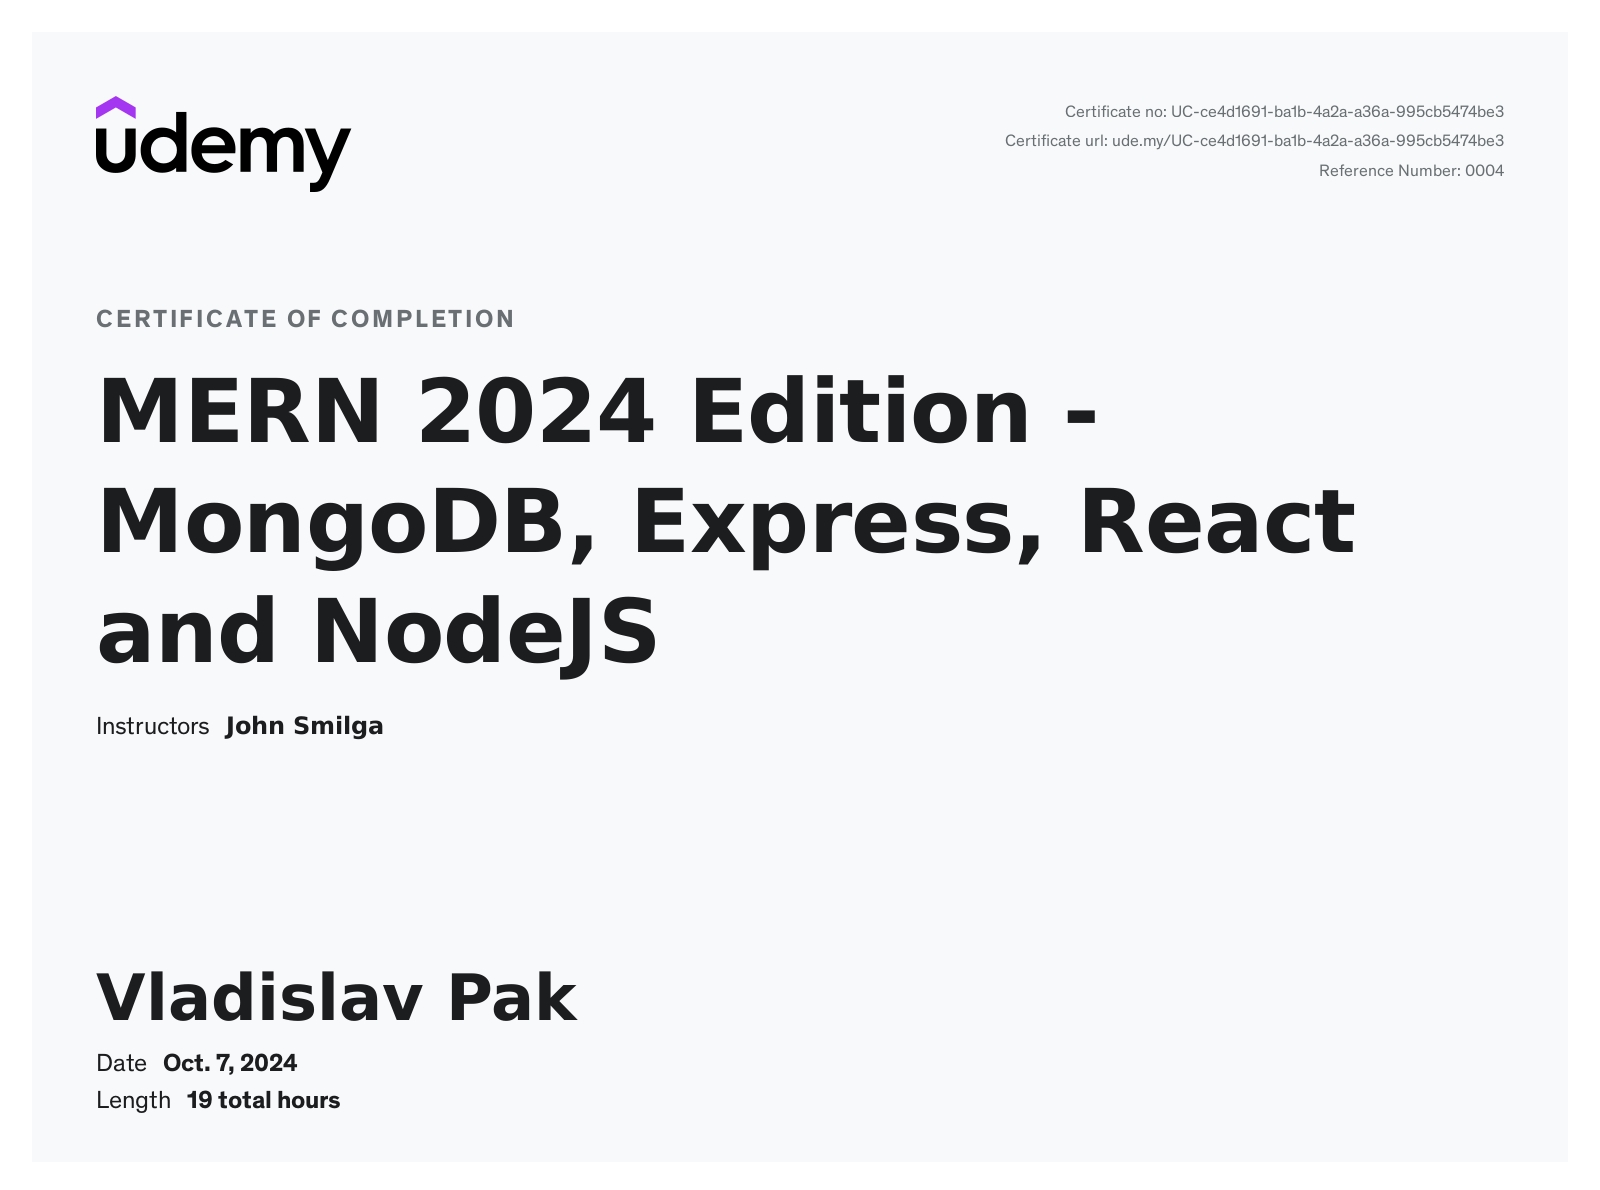 udemy
Certificate no: UC-ce4d1691-ba1b-4a2a-a36a-995cb5474be3
Certificate url: ude.my/UC-ce4d1691-ba1b-4a2a-a36a-995cb5474be3
Reference Number: 0004
CERTIFICATE OF COMPLETION
MERN 2024 Edition -
MongoDB, Express, React
and NodeJS
Instructors John Smilga
Vladislav Pak
Date Oct. 7, 2024
Length 19 total hours